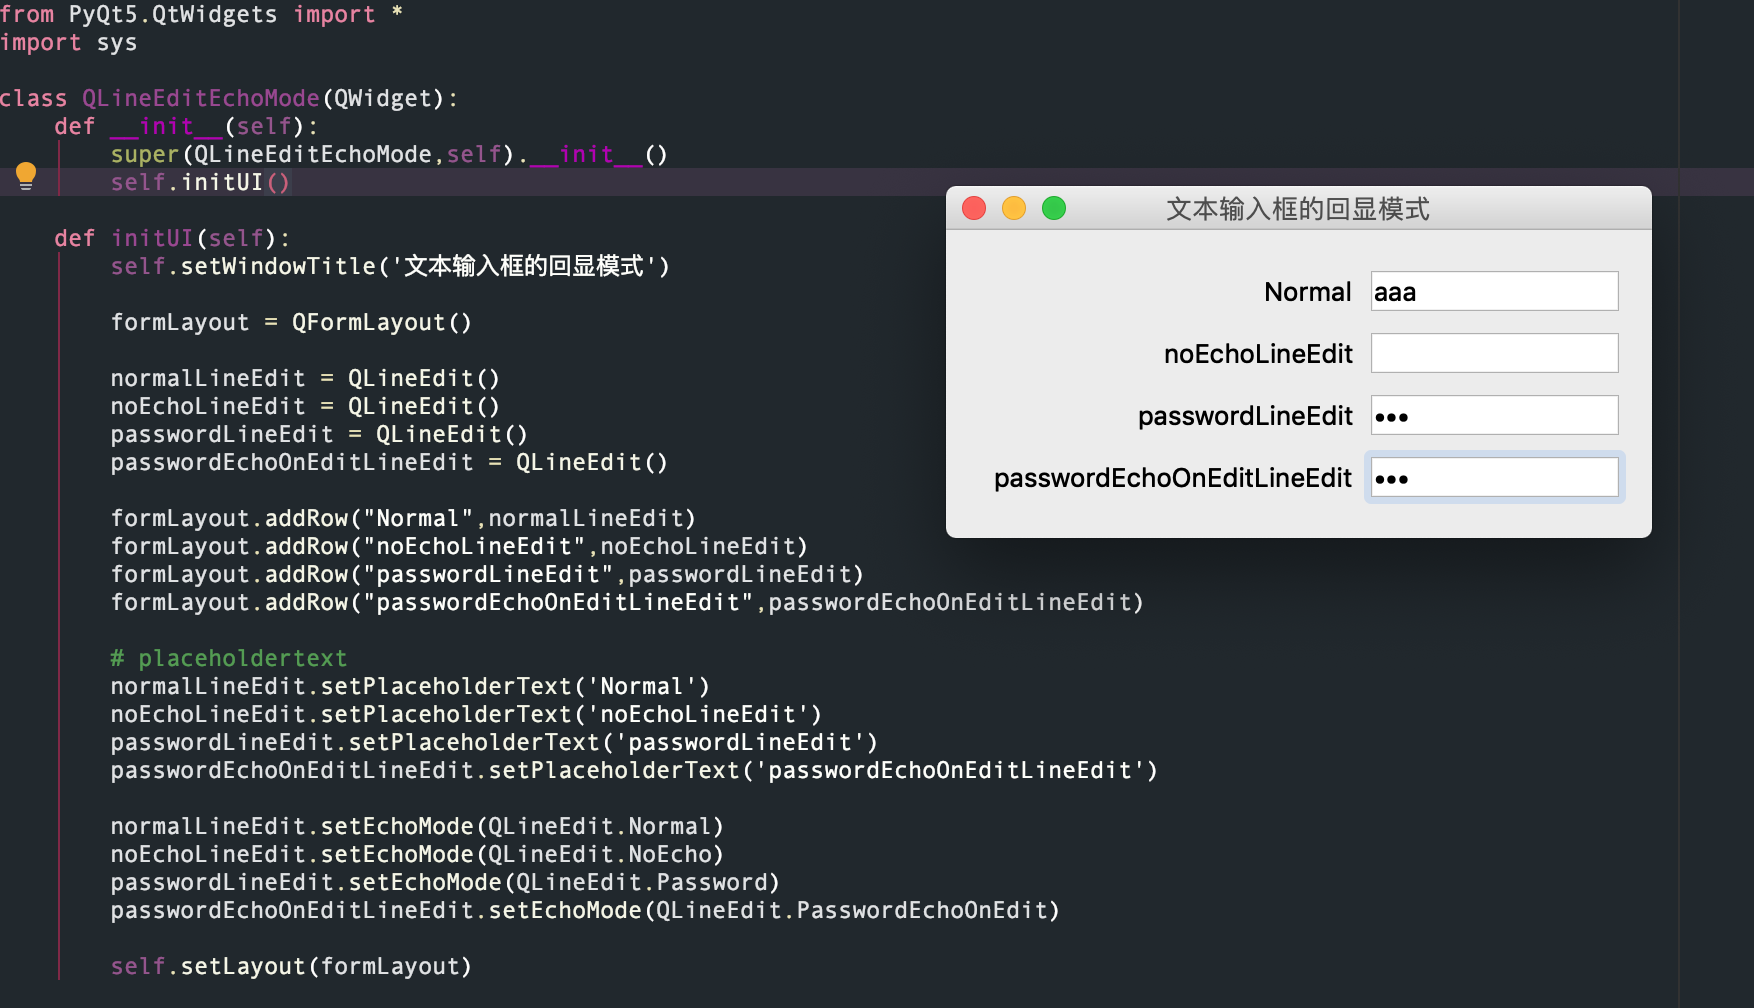 from PyQt5.QtWidgets import *
import sys
class QLineEditEchoMode(QWidget):
def __init__(self):
super(QLineEditEchoMode,self).__init__()
self.initUI()
def initUI(self):
self.setWindowTitle('文本输入框的回显模式')
formLayout = QFormLayout()
normalLineEdit = QLineEdit()
noEchoLineEdit = QLineEdit()
passwordLineEdit = QLineEdit()
passwordEchoOnEditLineEdit = QLineEdit()
formLayout.addRow("Normal",normalLineEdit)
formLayout.addRow("noEchoLineEdit",noEchoLineEdit)
formLayout.addRow("passwordLineEdit",passwordLineEdit)
formLayout.addRow("passwordEchoOnEditLineEdit",passwordEchoOnEditLineEdit)
# placeholdertext
normalLineEdit.setPlaceholderText('Normal')
noEchoLineEdit.setPlaceholderText('noEchoLineEdit')
passwordLineEdit.setPlaceholderText('passwordLineEdit')
passwordEchoOnEditLineEdit.setPlaceholderText('passwordEchoOnEditLineEdit')
normalLineEdit.setEchoMode(QLineEdit.Normal)
noEchoLineEdit.setEchoMode(QLineEdit.NoEcho)
passwordLineEdit.setEchoMode(QLineEdit.Password)
passwordEchoOnEditLineEdit.setEchoMode(QLineEdit.PasswordEchoOnEdit)
self.setLayout(formLayout)
文本输入框的回显模式
Normal aaa
noEchoLineEdit
passwordLineEdit •••
passwordEchoOnEditLineEdit •••